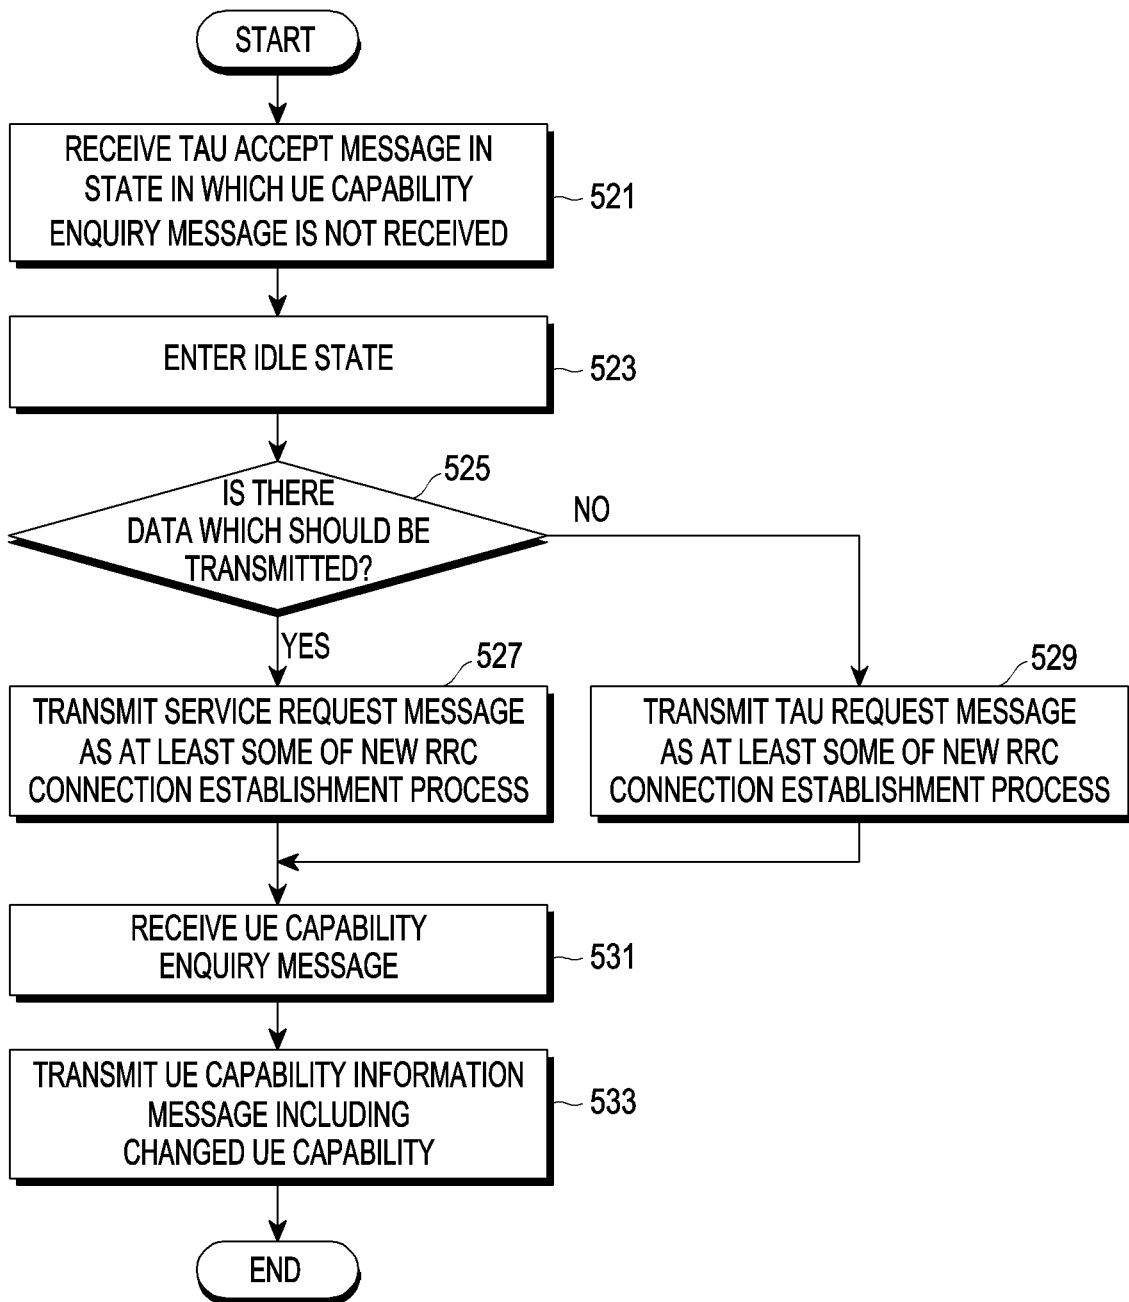 START
RECEIVE TAU ACCEPT MESSAGE IN
STATE IN WHICH UE CAPABILITY
ENQUIRY MESSAGE IS NOT RECEIVED
521
ENTER IDLE STATE
523
525
IS THERE
DATA WHICH SHOULD BE
TRANSMITTED?
NO
YES
527
TRANSMIT SERVICE REQUEST MESSAGE
AS AT LEAST SOME OF NEW RRC
CONNECTION ESTABLISHMENT PROCESS
529
TRANSMIT TAU REQUEST MESSAGE
AS AT LEAST SOME OF NEW RRC
CONNECTION ESTABLISHMENT PROCESS
RECEIVE UE CAPABILITY
ENQUIRY MESSAGE
531
TRANSMIT UE CAPABILITY INFORMATION
MESSAGE INCLUDING
CHANGED UE CAPABILITY
533
END